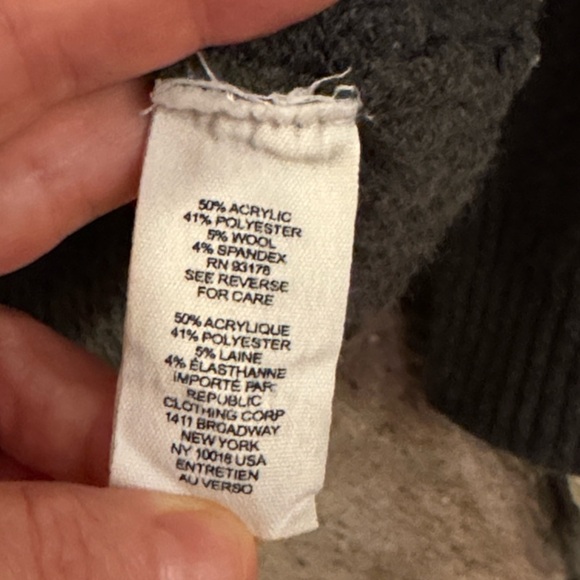 50% ACRYLIC
41% POLYESTER
5% WOOL
4% SPANDEX
RN 93178
SEE REVERSE
FOR CARE
50% ACRYLIQUE
41% POLYESTER
5% LAINE
4% ÉLASTHANNE
IMPORTÉ PAR:
REPUBLIC
CLOTHING CORP
1411 BROADWAY
NEW YORK
NY 10018 USA
ENTRETIEN
AU VERSO